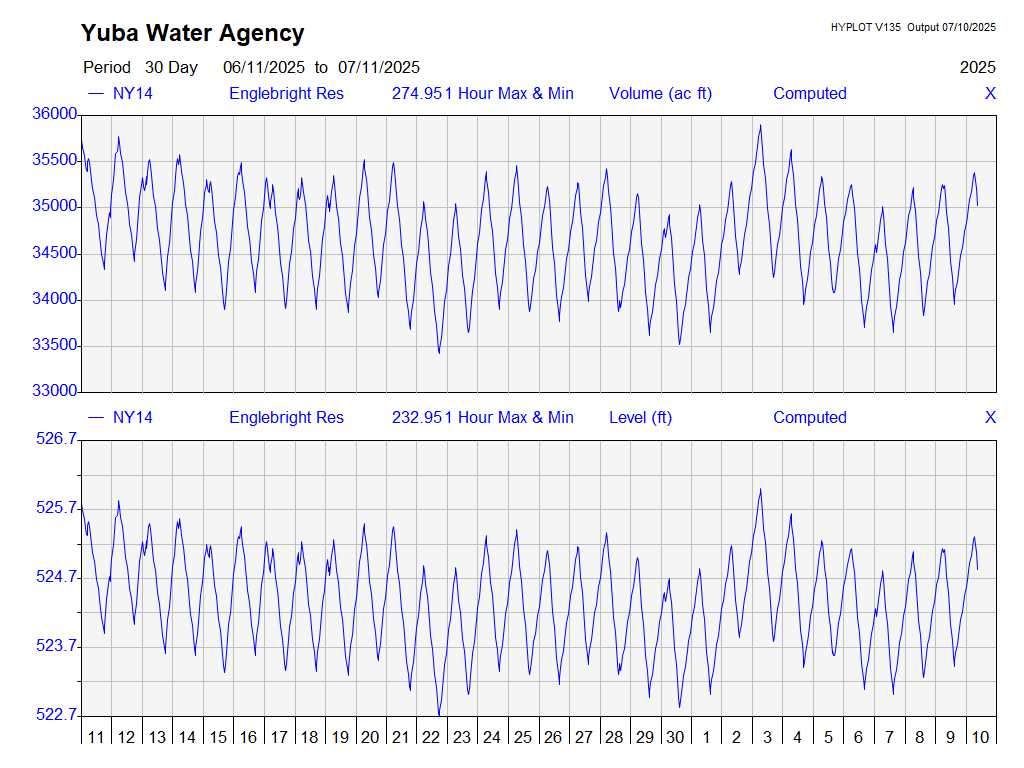 Yuba Water Agency
HYPLOT V135 Output 07/10/2025
Period 30 Day 06/11/2025 to 07/11/2025 2025
NY14 Englebright Res 274.951 Hour Max & Min Volume (ac ft) Computed X
36000
35500
35000
34500
34000
33500
33000
NY14 Englebright Res 232.951 Hour Max & Min Level (ft) Computed X
526.7
525.7
524.7
523.7
522.7
11 12 13 14 15 16 17 18 19 20 21 22 23 24 25 26 27 28 29 30 1 2 3 4 5 6 7 8 9 10